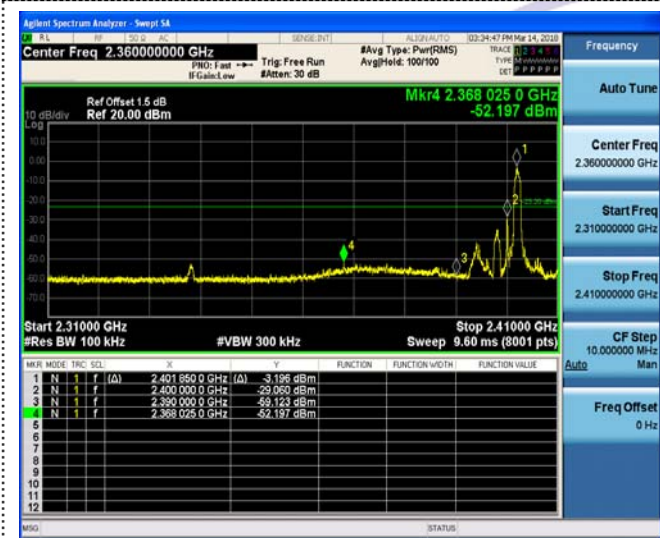 Agilent Spectrum Analyzer - Swept SA
RL RF 50 Ω AC SENSE:INT ALIGNAUTO 03:34:47 PM Mar 14, 2018
Center Freq 2.360000000 GHz
PNO: Fast
IFGain:Low
Trig: Free Run
#Atten: 30 dB
#Avg Type: Pwr(RMS)
Avg|Hold: 100/100
TRACE 1 2 3 4 5 6
TYPE
DET P P P P P P
Frequency
Auto Tune
Center Freq
2.360000000 GHz
Start Freq
2.310000000 GHz
Stop Freq
2.410000000 GHz
CF Step
10.000000 MHz
Auto Man
Freq Offset
0 Hz
Ref Offset 1.5 dB
10 dB/div Ref 20.00 dBm
Log
Mkr4 2.368 025 0 GHz
-52.197 dBm
10.0
0.00
-10.0
-20.0
-30.0
-40.0
-50.0
-60.0
-70.0
1
2
3
4
Start 2.31000 GHz Stop 2.41000 GHz
#Res BW 100 kHz #VBW 300 kHz Sweep 9.60 ms (8001 pts)
MKR MODE TRC SCL X Y FUNCTION FUNCTION WIDTH FUNCTION VALUE
1 N 1 f (Δ) 2.401 850 0 GHz (Δ) -3.196 dBm
2 N 1 f 2.400 000 0 GHz -29.060 dBm
3 N 1 f 2.390 000 0 GHz -59.123 dBm
4 N 1 f 2.368 025 0 GHz -52.197 dBm
5
6
7
8
9
10
11
12
MSG STATUS